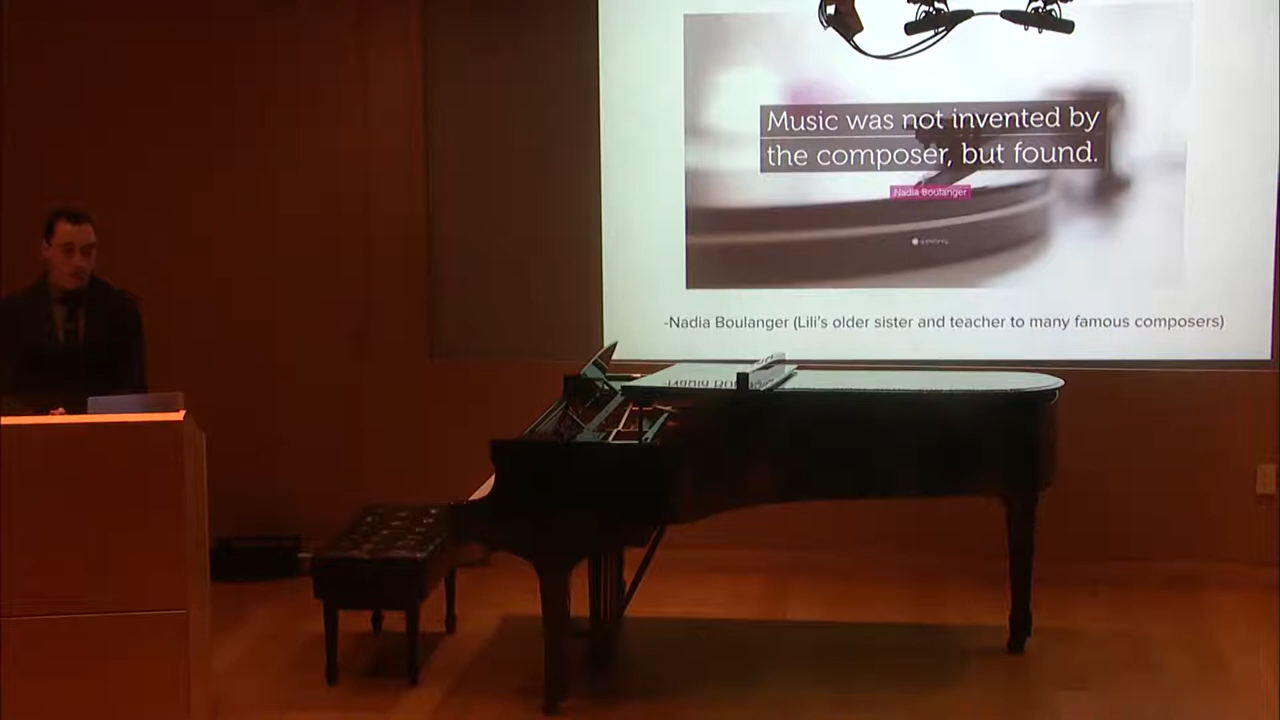 Music was not invented by
the composer, but found.
Nadia Boulanger
-Nadia Boulanger (Lili's older sister and teacher to many famous composers)